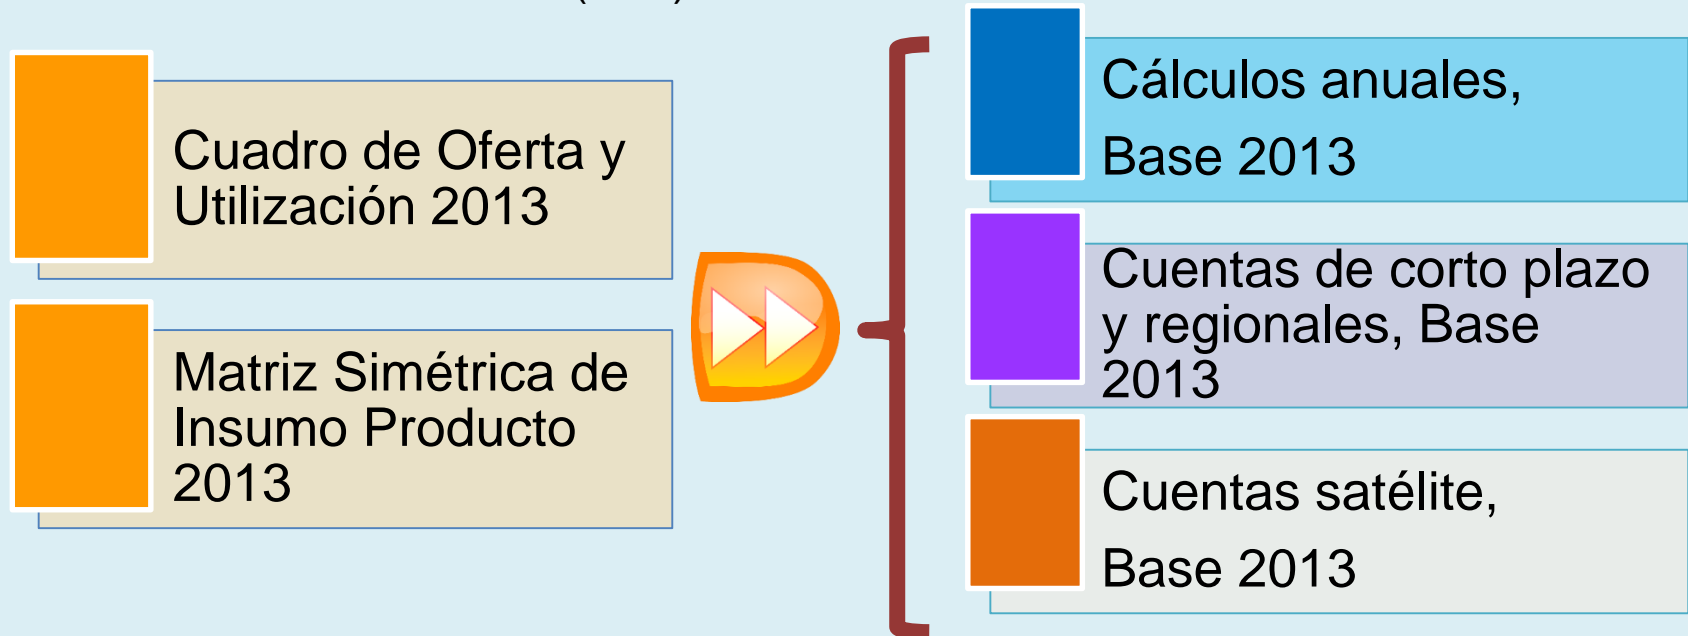 Cuadro de Oferta y
Utilización 2013
Matriz Simétrica de
Insumo Producto
2013
Cálculos anuales,
Base 2013
Cuentas de corto plazo
y regionales, Base
2013
Cuentas satélite,
Base 2013